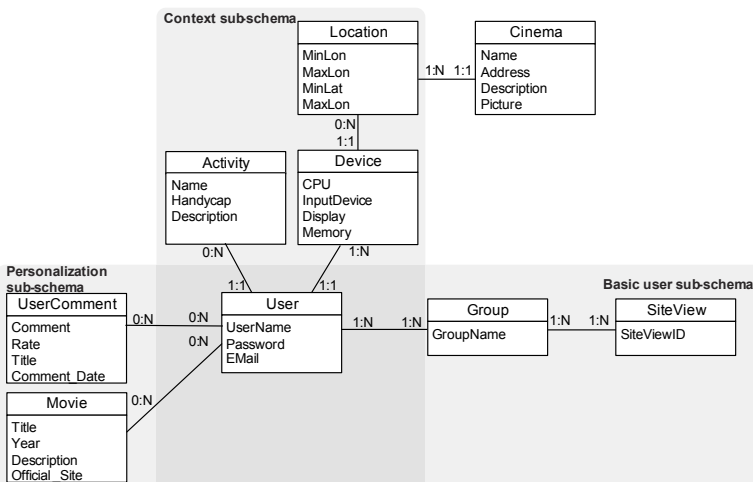 Context sub-schema
Location
MinLon
MaxLon
MinLat
MaxLon
1:N 1:1
Cinema
Name
Address
Description
Picture
0:N
1:1
Activity
Name
Handycap
Description
Device
CPU
InputDevice
Display
Memory
0:N
1:N
1:1
1:1
Personalization
sub-schema
Basic user sub-schema
UserComment
Comment
Rate
Title
Comment_Date
0:N
0:N
0:N
User
UserName
Password
EMail
1:N
1:N
Group
GroupName
1:N
1:N
SiteView
SiteViewID
0:N
Movie
Title
Year
Description
Official_Site